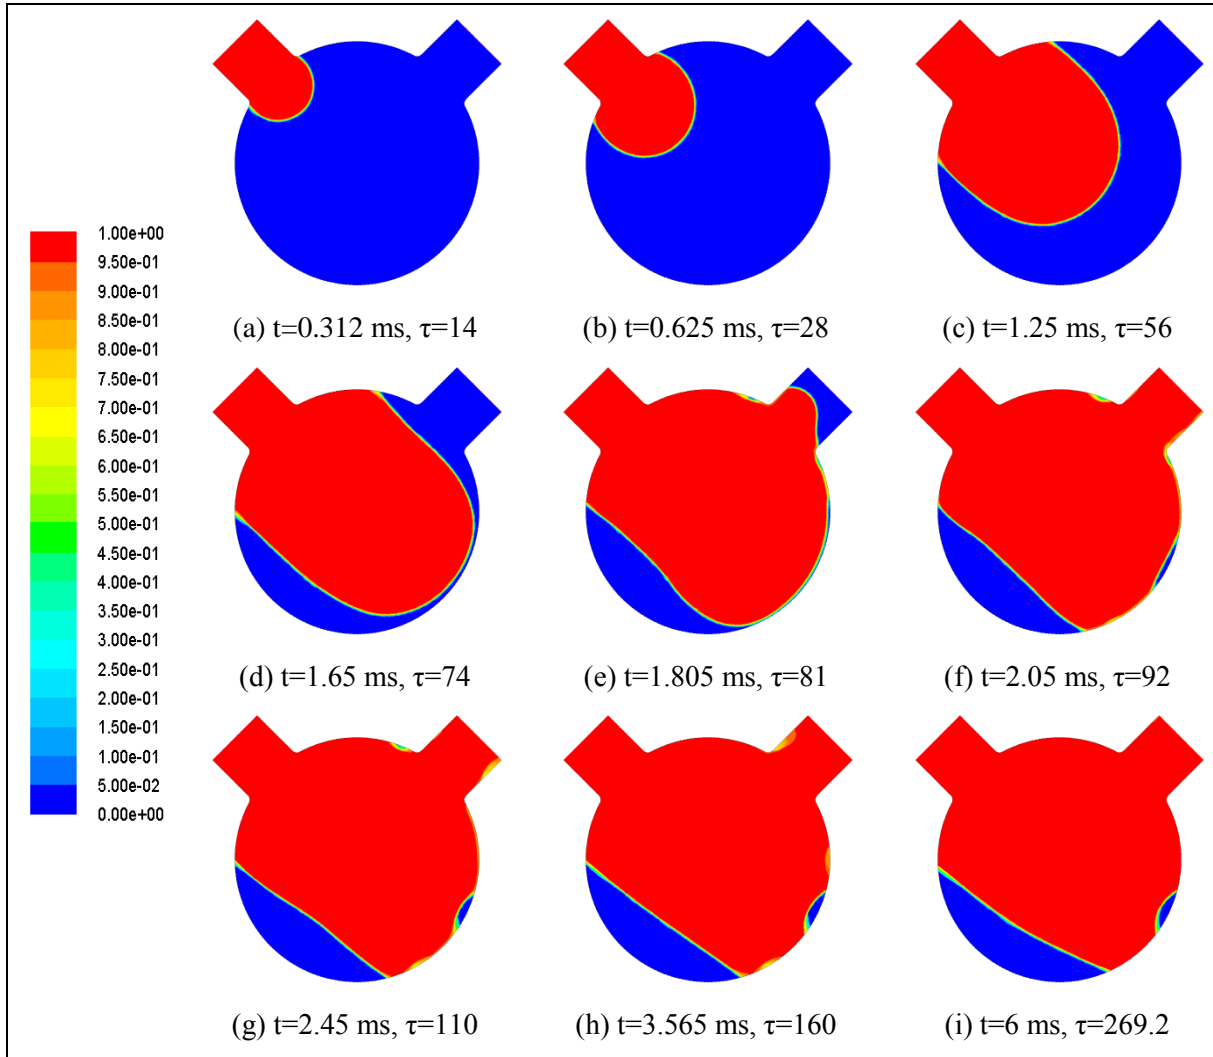 (a) t=0.312 ms, τ=14
(b) t=0.625 ms, τ=28
(c) t=1.25 ms, τ=56
1.00e+00
9.50e-01
9.00e-01
8.50e-01
8.00e-01
7.50e-01
7.00e-01
6.50e-01
6.00e-01
5.50e-01
5.00e-01
4.50e-01
4.00e-01
3.50e-01
3.00e-01
2.50e-01
2.00e-01
1.50e-01
1.00e-01
5.00e-02
0.00e+00
(d) t=1.65 ms, τ=74
(e) t=1.805 ms, τ=81
(f) t=2.05 ms, τ=92
(g) t=2.45 ms, τ=110
(h) t=3.565 ms, τ=160
(i) t=6 ms, τ=269.2